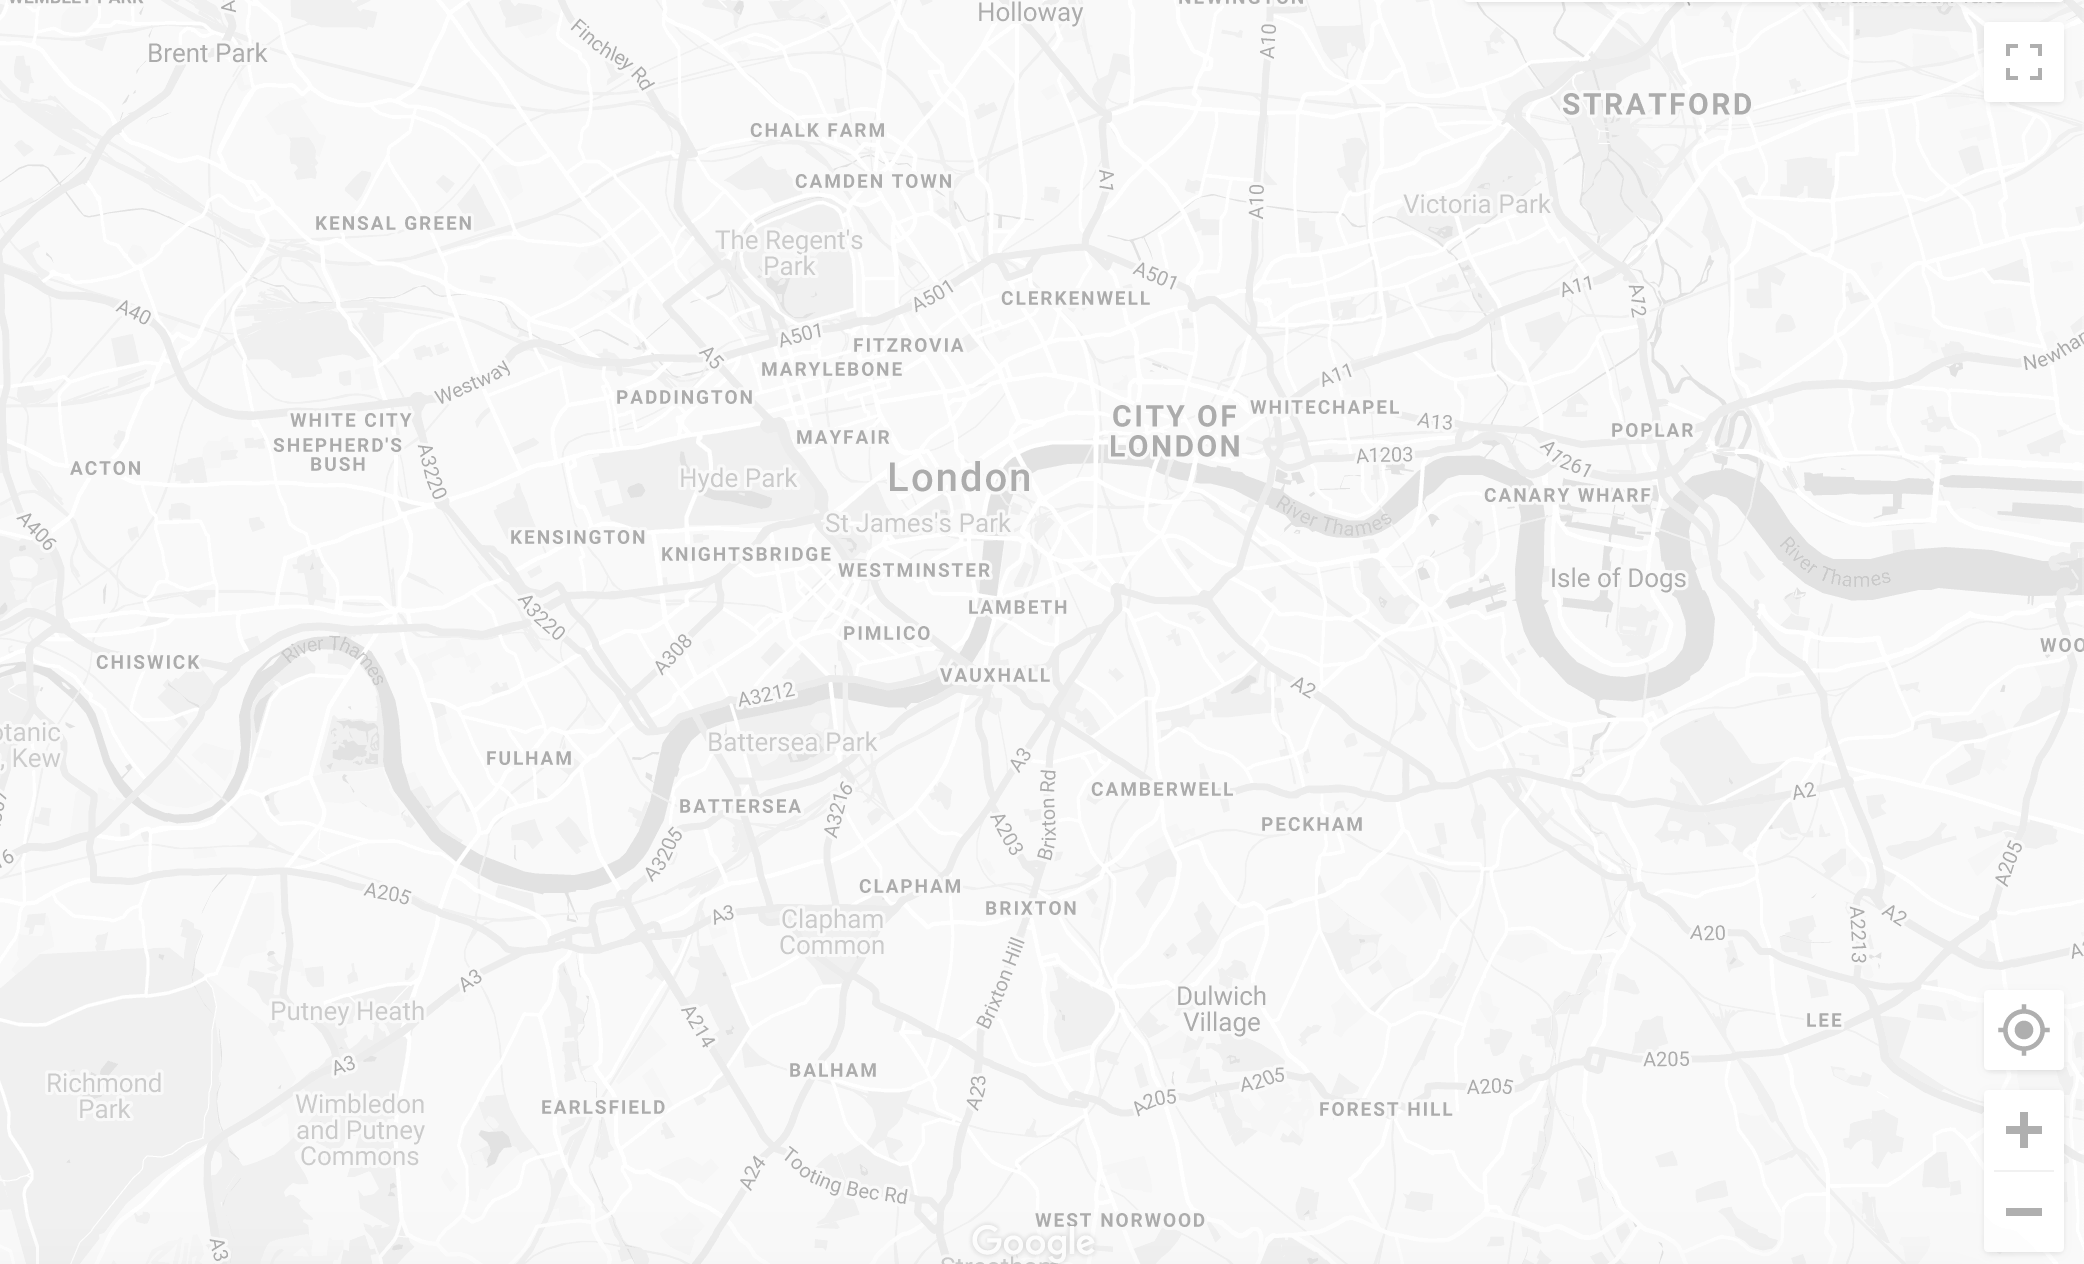 WEMBLEY PARK
Holloway
NEWINGTON
Brent Park
Finchley Rd
A10
STRATFORD
CHALK FARM
CAMDEN TOWN
A1
A10
Victoria Park
KENSAL GREEN
The Regent's
Park
A501
A501
CLERKENWELL
A11
A12
A40
A501
FITZROVIA
A5
MARYLEBONE
Westway
A11
PADDINGTON
WHITE CITY
SHEPHERD'S
BUSH
MAYFAIR
CITY OF
LONDON
WHITECHAPEL
A13
POPLAR
ACTON
A3220
Hyde Park
London
A1203
A1261
CANARY WHARF
A406
St James's Park
River Thames
KENSINGTON
KNIGHTSBRIDGE
WESTMINSTER
Isle of Dogs
River Thames
A3220
LAMBETH
PIMLICO
CHISWICK
River Thames
A308
VAUXHALL
A3212
A2
Kew
FULHAM
Battersea Park
A3
BATTERSEA
A3216
Brixton Rd
CAMBERWELL
A2
A3205
A203
PECKHAM
A205
A205
CLAPHAM
BRIXTON
A3
Clapham
Common
A20
A2213
A2
A3
Putney Heath
A214
Brixton Hill
Dulwich
Village
LEE
A3
BALHAM
A205
Richmond
Park
Wimbledon
and Putney
Commons
EARLSFIELD
A23
A205
A205
A205
FOREST HILL
A24
Tooting Bec Rd
WEST NORWOOD
A3
Google